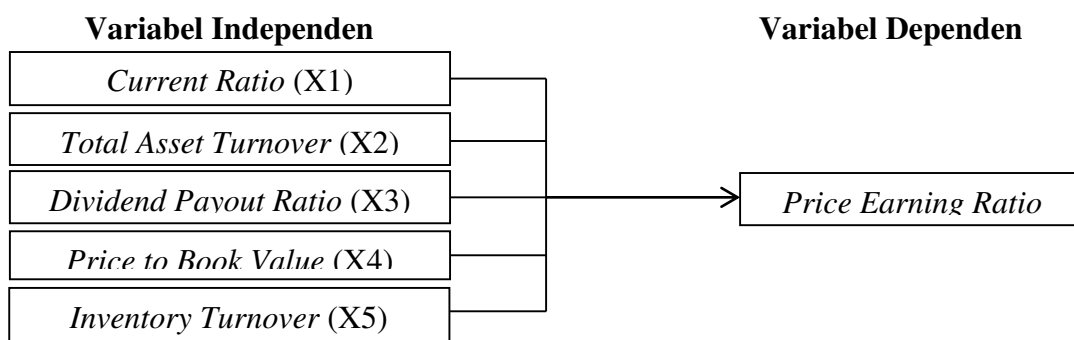 Variabel Independen
Variabel Dependen
Current Ratio (X1)
Total Asset Turnover (X2)
Dividend Payout Ratio (X3)
Price Earning Ratio
Price to Book Value (X4)
Inventory Turnover (X5)